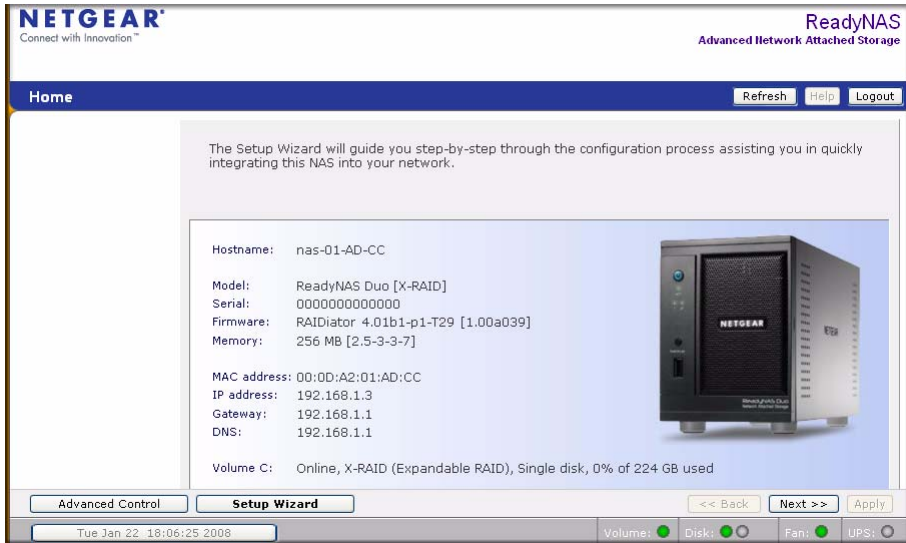 NETGEAR®
Connect with Innovation™
ReadyNAS
Advanced Network Attached Storage
Home
Refresh
Help
Logout
The Setup Wizard will guide you step-by-step through the configuration process assisting you in quickly
integrating this NAS into your network.
Hostname: nas-01-AD-CC
Model: ReadyNAS Duo [X-RAID]
Serial: 0000000000000
Firmware: RAIDiator 4.01b1-p1-T29 [1.00a039]
Memory: 256 MB [2.5-3-3-7]
MAC address: 00:0D:A2:01:AD:CC
IP address: 192.168.1.3
Gateway: 192.168.1.1
DNS: 192.168.1.1
Volume C: Online, X-RAID (Expandable RAID), Single disk, 0% of 224 GB used
NETGEAR
NETGEAR
ReadyNAS Duo
Network Attached Storage
Advanced Control
Setup Wizard
<< Back
Next >>
Apply
Tue Jan 22 18:06:25 2008
Volume:
Disk:
Fan:
UPS: